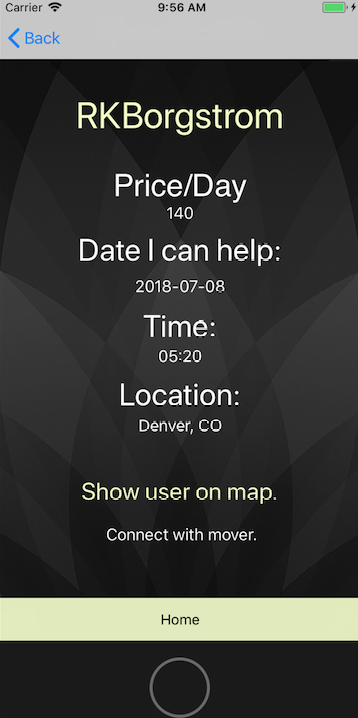 Carrier 9:56 AM
Back
RKBorgstrom
Price/Day
140
Date I can help:
2018-07-08
Time:
05:20
Location:
Denver, CO
Show user on map.
Connect with mover.
Home